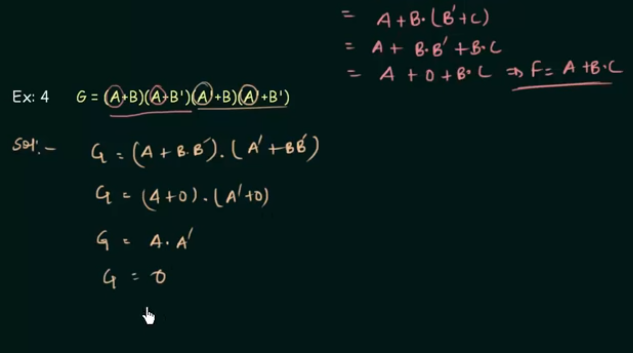 = A+B·(B'+C)
= A + B·B' + B·C
= A + 0 + B·C ⇒ F = A+B·C
Ex: 4 G = (A+B)(A+B')(A'+B)(A'+B')
Sol:- G = (A + B·B')·(A' + BB')
G = (A+0)·(A'+0)
G = A·A'
G = 0